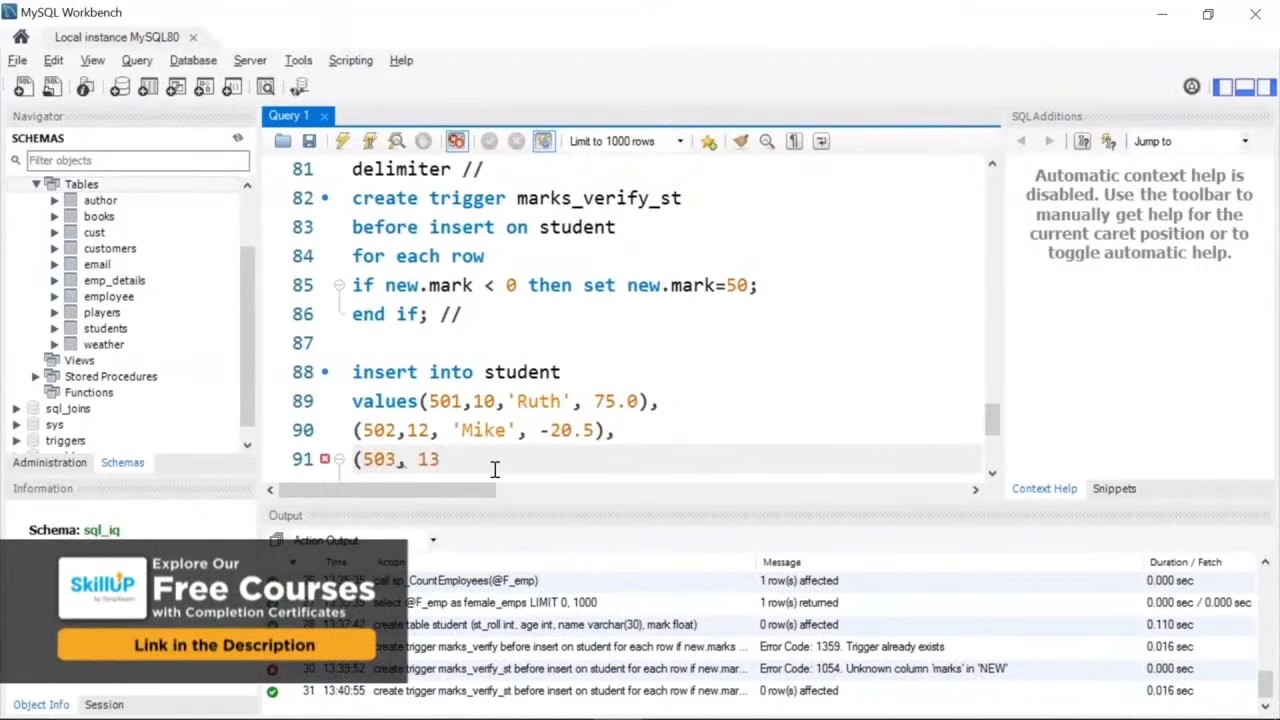 MySQL Workbench
Local instance MySQL80
File Edit View Query Database Server Tools Scripting Help
Navigator
SCHEMAS
Filter objects
Tables
author
books
cust
customers
email
emp_details
employee
players
students
weather
Views
Stored Procedures
Functions
sql_joins
sys
triggers
Administration Schemas
Information
Schema: sql_iq
Object Info Session
Query 1
Limit to 1000 rows
81 delimiter //
82 create trigger marks_verify_st
83 before insert on student
84 for each row
85 if new.mark < 0 then set new.mark=50;
86 end if; //
87
88 insert into student
89 values(501,10,'Ruth', 75.0),
90 (502,12, 'Mike', -20.5),
91 (503, 13
SQLAdditions
Jump to
Automatic context help is
disabled. Use the toolbar to
manually get help for the
current caret position or to
toggle automatic help.
Context Help Snippets
Output
Action Output
Time Action Message Duration / Fetch
call sp_CountEmployees(@F_emp) 1 row(s) affected 0.000 sec
select @F_emp as female_emps LIMIT 0, 1000 1 row(s) returned 0.000 sec / 0.000 sec
create table student (st_roll int, age int, name varchar(30), mark float) 0 row(s) affected 0.110 sec
create trigger marks_verify before insert on student for each row if new.marks ... Error Code: 1359. Trigger already exists 0.016 sec
30 13:39:52 create trigger marks_verify_st before insert on student for each row if new.mar... Error Code: 1054. Unknown column 'marks' in 'NEW' 0.000 sec
31 13:40:55 create trigger marks_verify_st before insert on student for each row if new.mar... 0 row(s) affected 0.016 sec
SkillUP
by Simplilearn
Explore Our
Free Courses
with Completion Certificates
Link in the Description